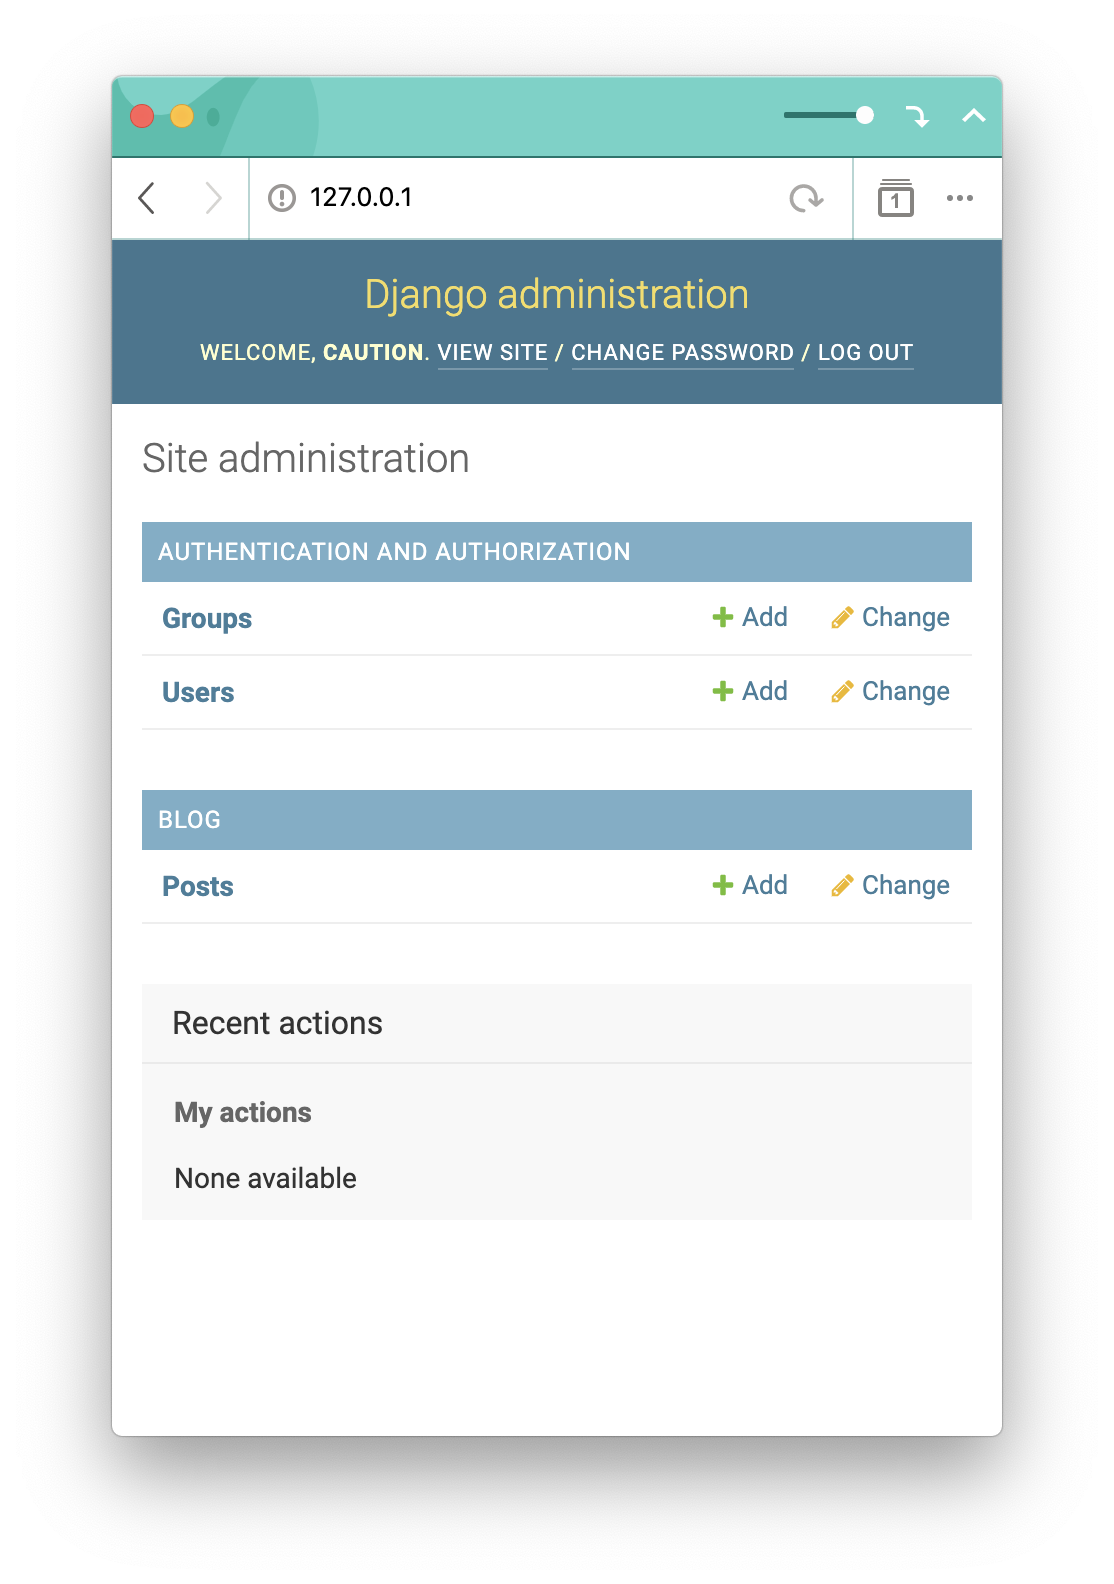 127.0.0.1
1
Django administration
WELCOME, CAUTION. VIEW SITE / CHANGE PASSWORD / LOG OUT
Site administration
AUTHENTICATION AND AUTHORIZATION
Groups Add Change
Users Add Change
BLOG
Posts Add Change
Recent actions
My actions
None available